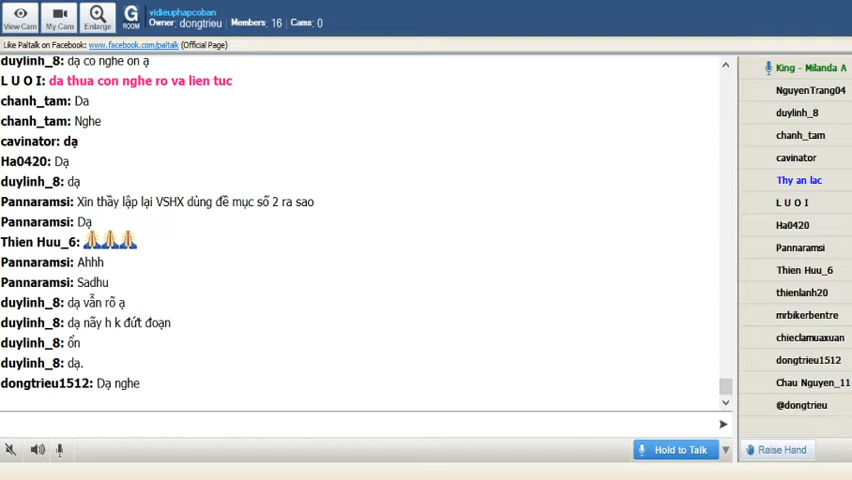 vidieuphapcoban
Owner: dongtrieu Members: 16 Cams: 0
View Cam My Cam Enlarge G ROOM
Like Paltalk on Facebook: www.facebook.com/paltalk (Official Page)
duylinh_8: dạ co nghe on ạ
L U O I: da thua con nghe ro va lien tuc
chanh_tam: Da
chanh_tam: Nghe
cavinator: dạ
Ha0420: Dạ
duylinh_8: dạ
Pannaramsi: Xin thầy lập lại VSHX dùng đề mục số 2 ra sao
Pannaramsi: Dạ
Thien Huu_6:
Pannaramsi: Ahhh
Pannaramsi: Sadhu
duylinh_8: dạ vẫn rõ ạ
duylinh_8: dạ nãy h k đứt đoạn
duylinh_8: ổn
duylinh_8: dạ.
dongtrieu1512: Dạ nghe
King - Milanda A
NguyenTrang04
duylinh_8
chanh_tam
cavinator
Thy an lac
L U O I
Ha0420
Pannaramsi
Thien Huu_6
thienlanh20
mrbikerbentre
chieclamuaxuan
dongtrieu1512
Chau Nguyen_11
@dongtrieu
Hold to Talk
Raise Hand